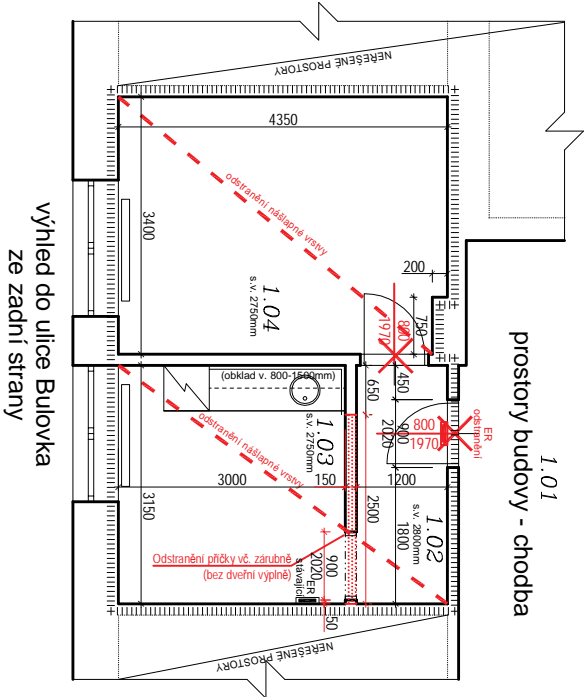 NEŘEŠENÉ PROSTORY
4350
odstranění nášlapné vrstvy
3400
200
750
800
1970
1.04
s.v. 2750mm
výhled do ulice Bulovka
ze zadní strany
1.01
prostory budovy - chodba
ER
odstranění
800
1970
450
900
2020
650
(obklad v. 800-1500mm)
1.03
s.v. 2750mm
odstranění nášlapné vrstvy
3000
150
1200
2500
3150
1.02
s.v. 2800mm
1800
Odstranění příčky vč. zárubně
(bez dveřní výplně)
900
2020
ER
stávající
50
NEŘEŠENÉ PROSTORY